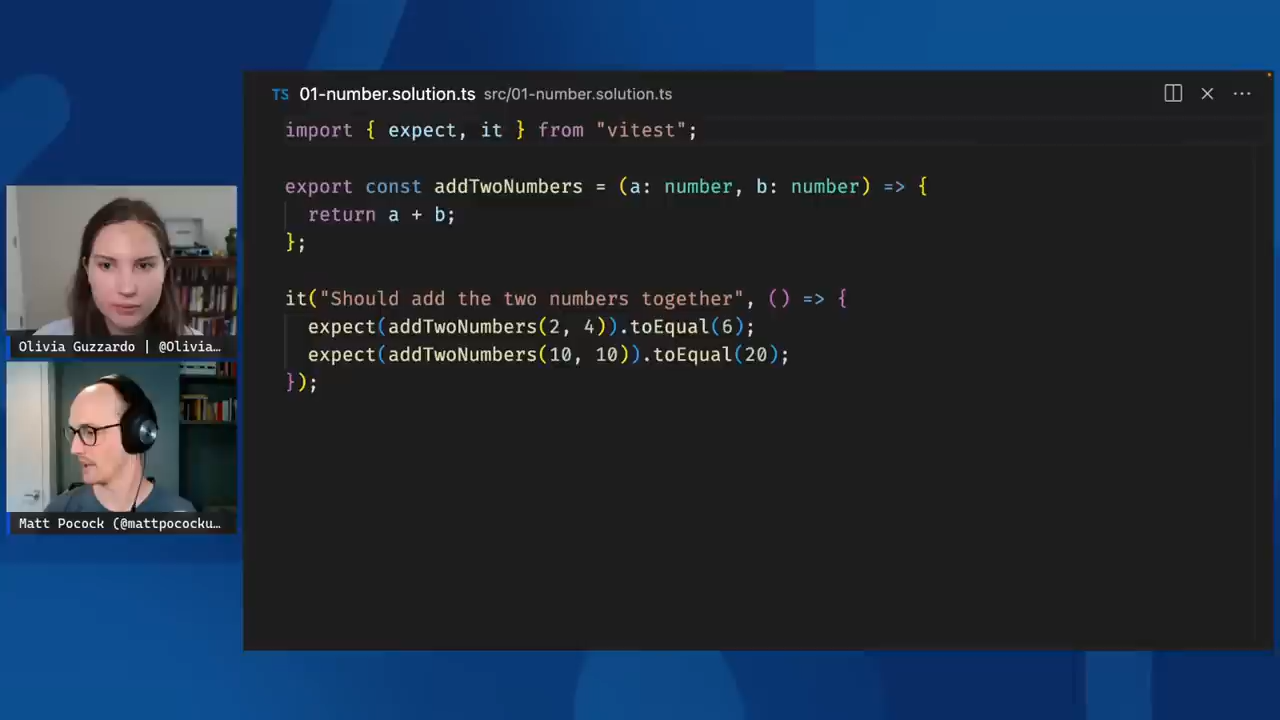 TS 01-number.solution.ts src/01-number.solution.ts
import { expect, it } from "vitest";
export const addTwoNumbers = (a: number, b: number) => {
  return a + b;
};
it("Should add the two numbers together", () => {
  expect(addTwoNumbers(2, 4)).toEqual(6);
  expect(addTwoNumbers(10, 10)).toEqual(20);
});
Olivia Guzzardo | @Olivia…
Matt Pocock (@mattpococku…